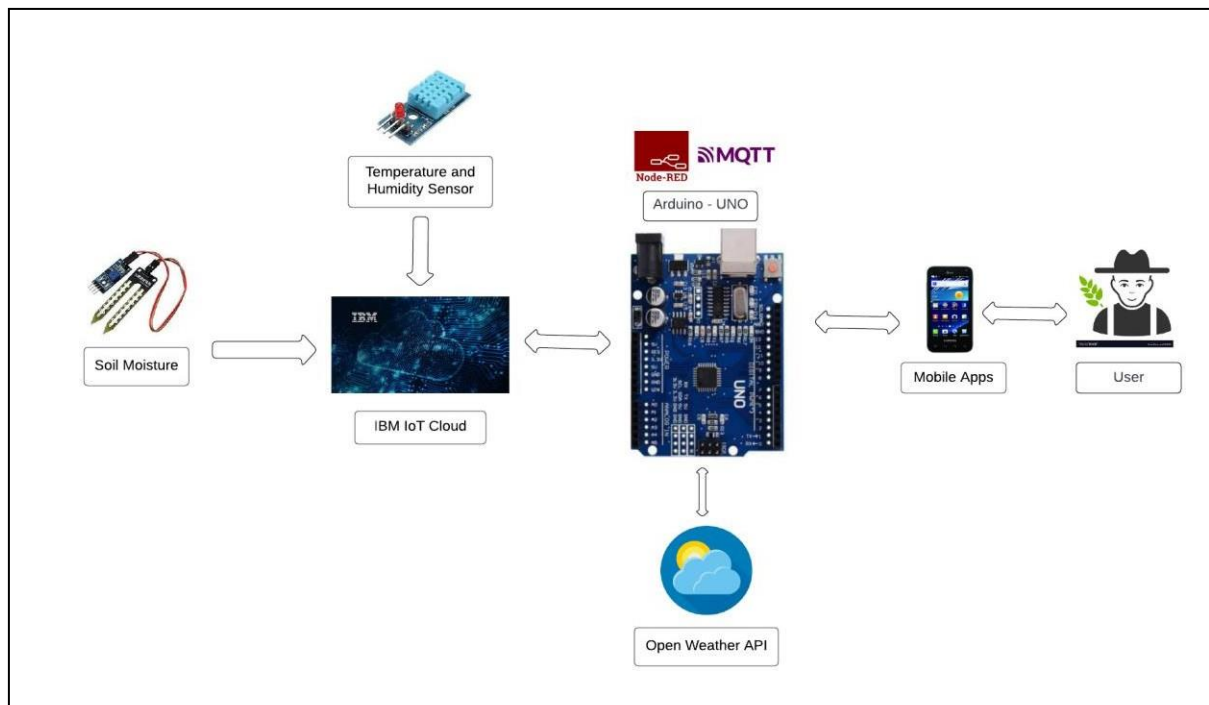 Temperature and
Humidity Sensor
Node-RED
MQTT
Arduino - UNO
IBM
Soil Moisture
IBM IoT Cloud
UNO
Mobile Apps
User
Open Weather API